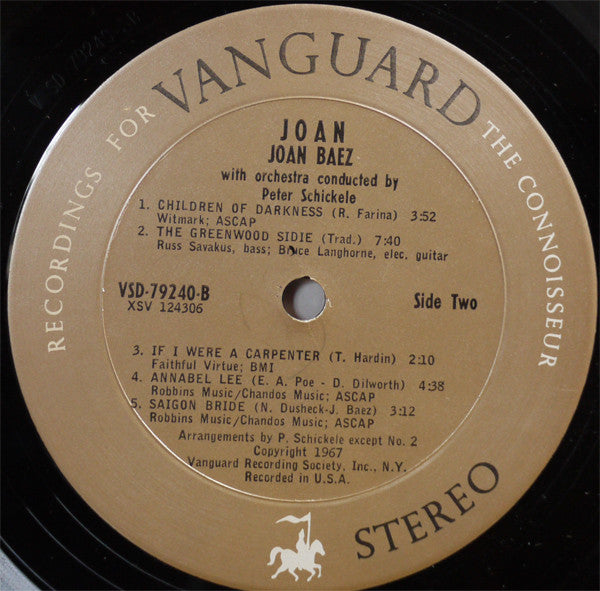 RECORDINGS FOR VANGUARD THE CONNOISSEUR
JOAN
JOAN BAEZ
with orchestra conducted by
Peter Schickele
1. CHILDREN OF DARKNESS (R. Farina) 3:52
Witmark; ASCAP
2. THE GREENWOOD SIDIE (Trad.) 7:40
Russ Savakus, bass; Bruce Langhorne, elec. guitar
VSD-79240-B
XSV 124306
Side Two
3. IF I WERE A CARPENTER (T. Hardin) 2:10
Faithful Virtue; BMI
4. ANNABEL LEE (E. A. Poe - D. Dilworth) 4:38
Robbins Music/Chandos Music; ASCAP
5. SAIGON BRIDE (N. Dusheck-J. Baez) 3:12
Robbins Music/Chandos Music; ASCAP
Arrangements by P. Schickele except No. 2
Copyright 1967
Vanguard Recording Society, Inc., N.Y.
Recorded in U.S.A.
STEREO